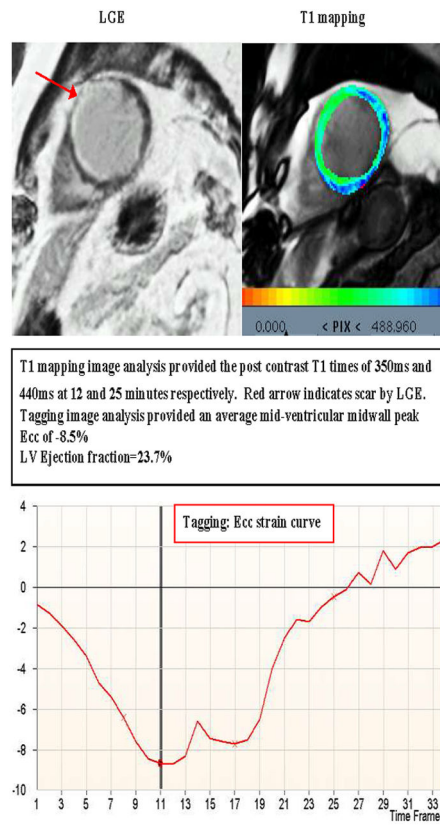 LGE
T1 mapping
0.000 < PIX > 488.960
T1 mapping image analysis provided the post contrast T1 times of 350ms and
440ms at 12 and 25 minutes respectively. Red arrow indicates scar by LGE.
Tagging image analysis provided an average mid-ventricular midwall peak
Ecc of -8.5%
LV Ejection fraction=23.7%
Tagging: Ecc strain curve
4
2
0
-2
-4
-6
-8
-10
1 3 5 7 9 11 13 15 17 19 21 23 25 27 29 31 33
Time Frame